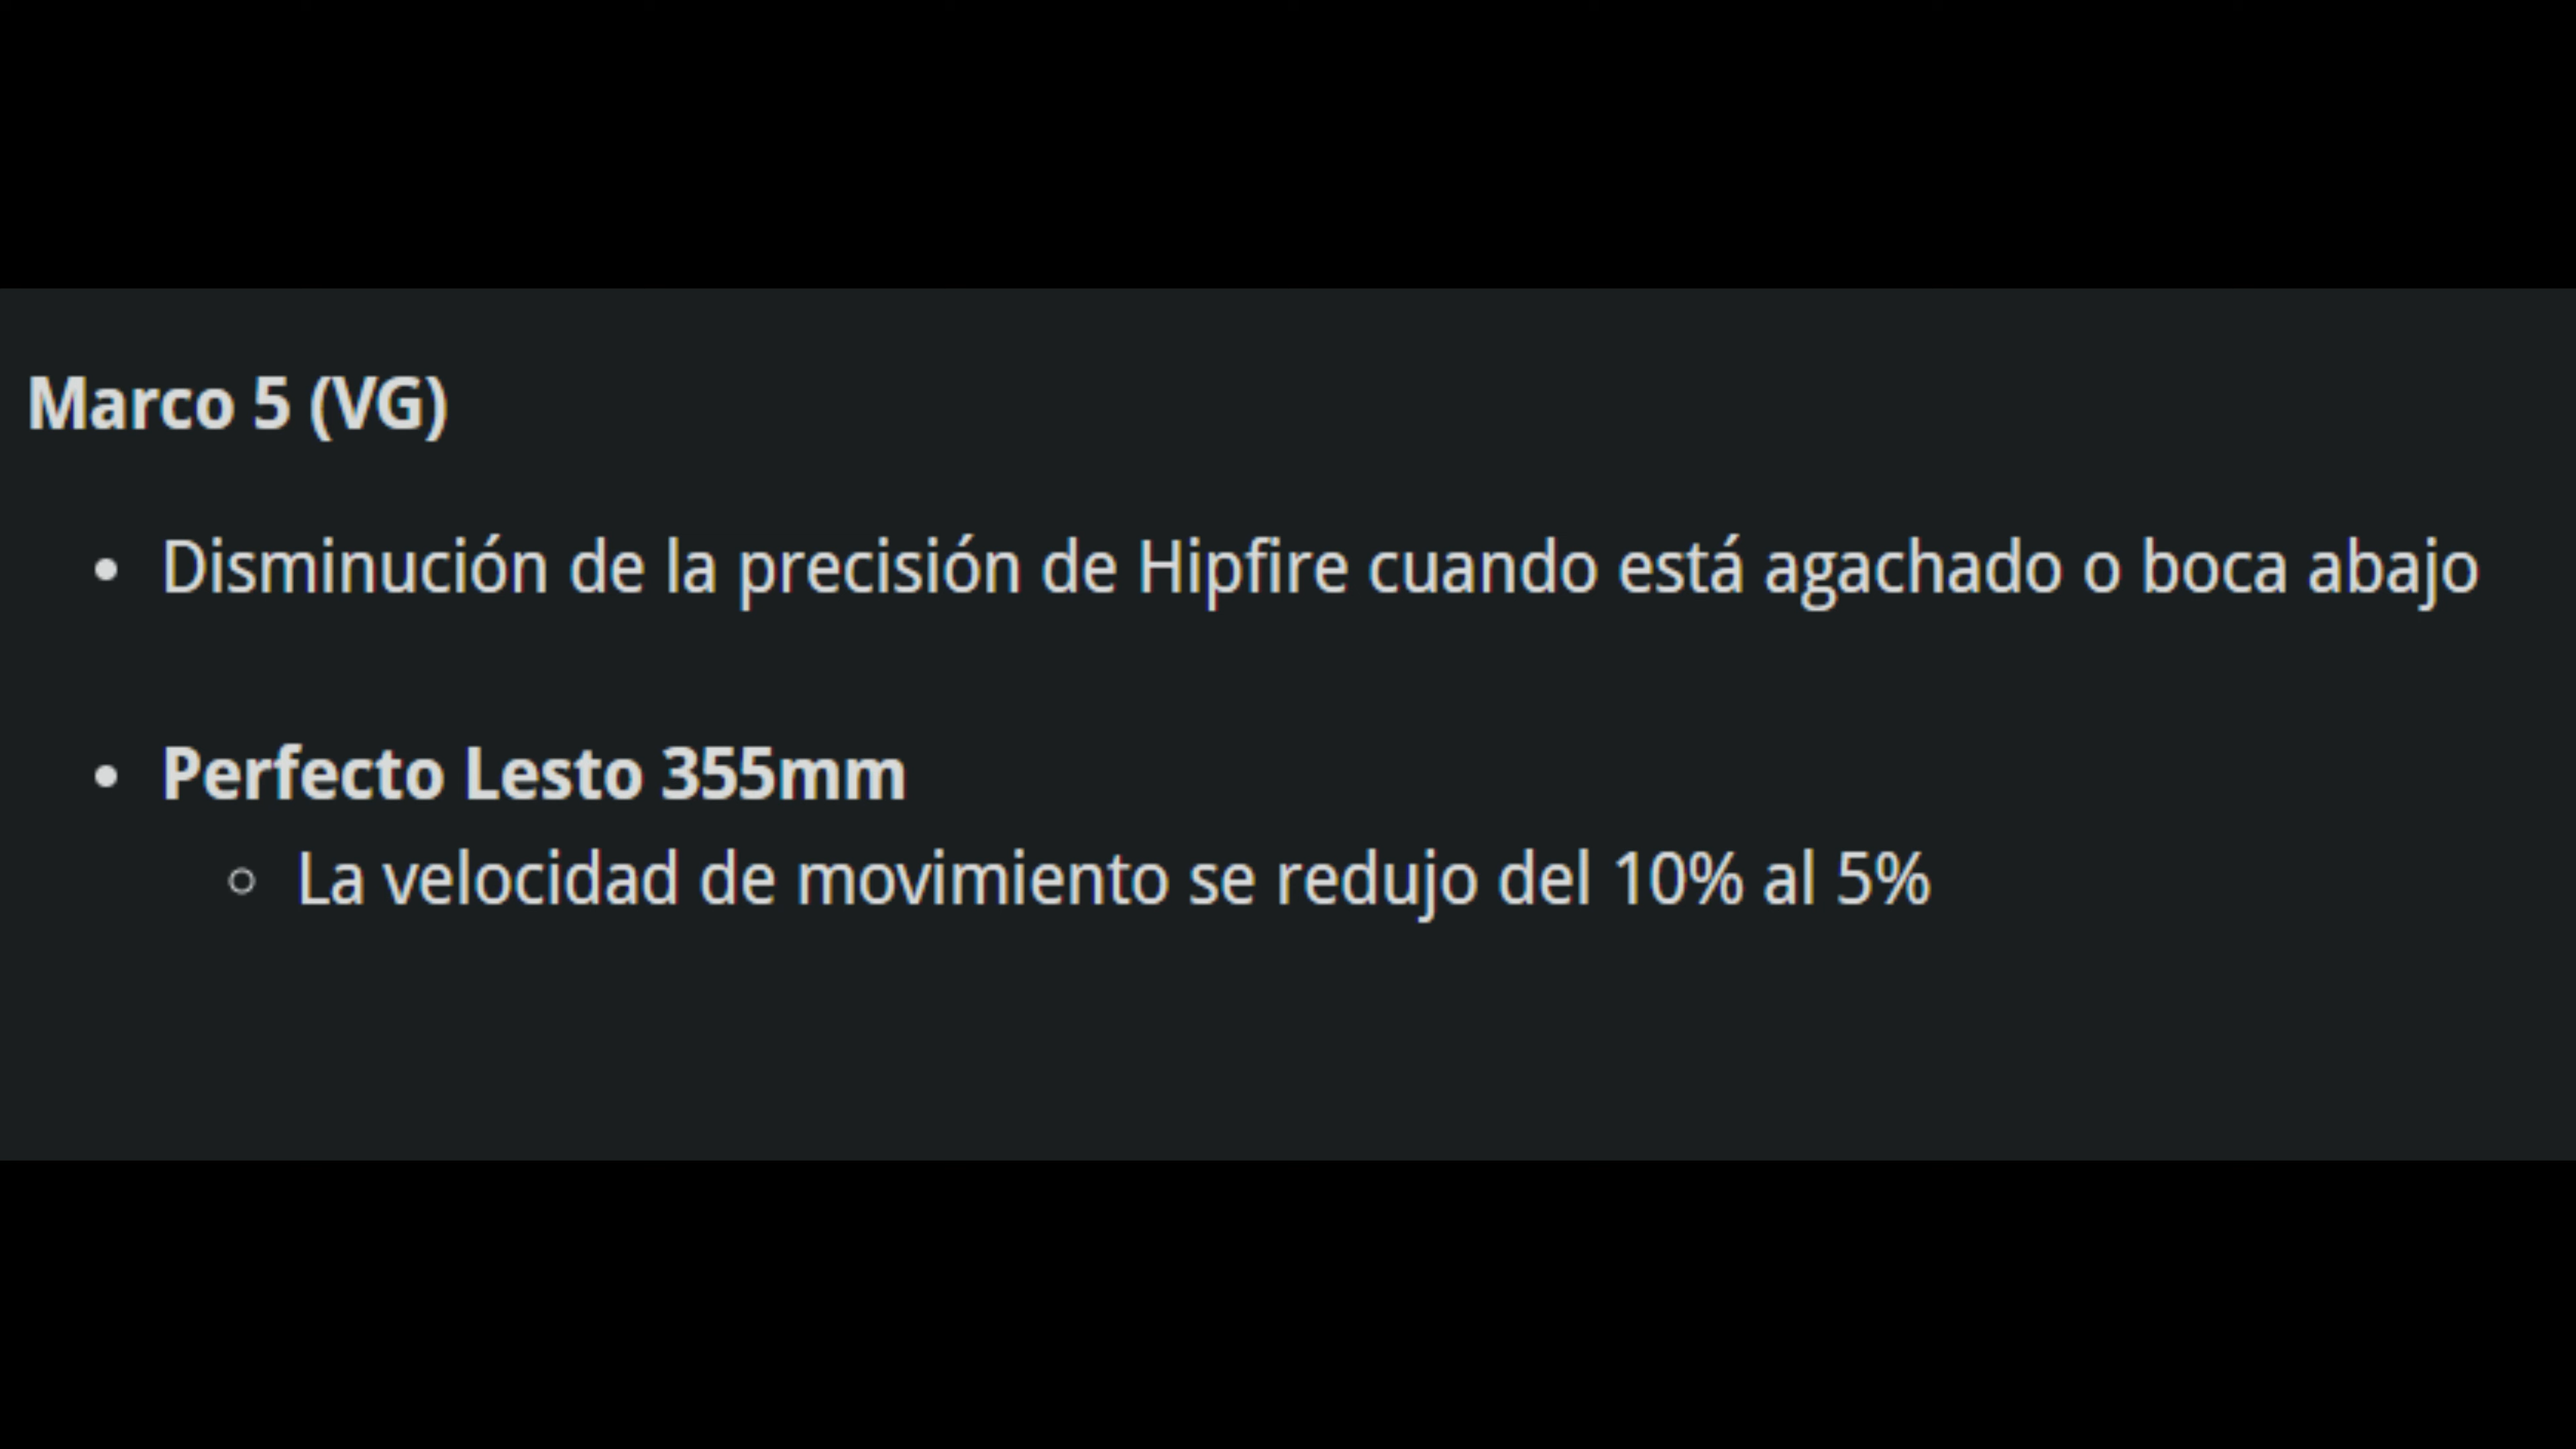 Marco 5 (VG)
Disminución de la precisión de Hipfire cuando está agachado o boca abajo
Perfecto Lesto 355mm
La velocidad de movimiento se redujo del 10% al 5%